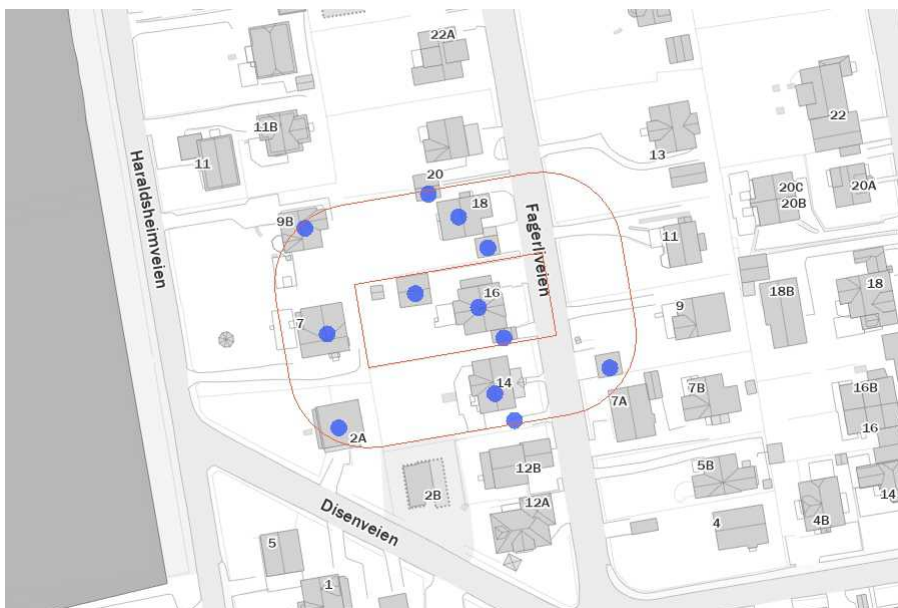 22A
22
11B
11
13
Haraldsheimveien
20
20C
20B
20A
18
9B
Fagerliveien
11
16
18B
18
7
9
14
7A
7B
16B
16
2A
12B
5B
14
2B
12A
4
4B
Disenveien
5
1